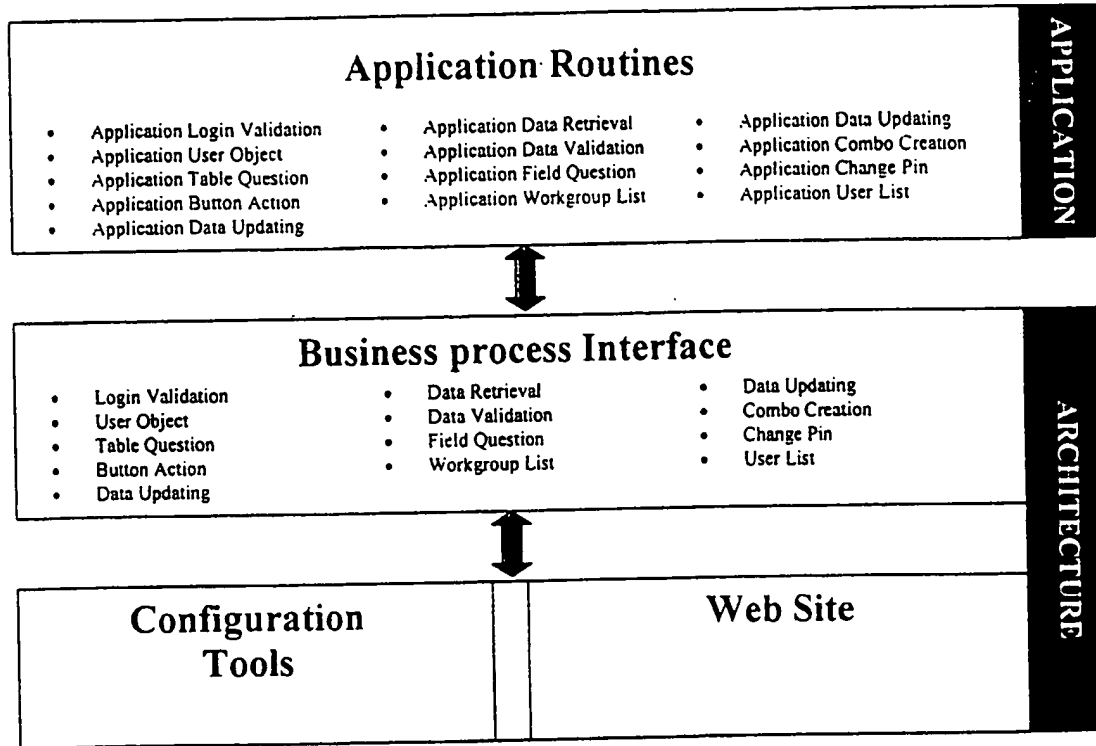 Application Routines
• Application Login Validation
• Application User Object
• Application Table Question
• Application Button Action
• Application Data Updating
• Application Data Retrieval
• Application Data Validation
• Application Field Question
• Application Workgroup List
• Application Data Updating
• Application Combo Creation
• Application Change Pin
• Application User List
APPLICATION
Business process Interface
• Login Validation
• User Object
• Table Question
• Button Action
• Data Updating
• Data Retrieval
• Data Validation
• Field Question
• Workgroup List
• Data Updating
• Combo Creation
• Change Pin
• User List
Configuration
Tools
Web Site
ARCHITECTURE